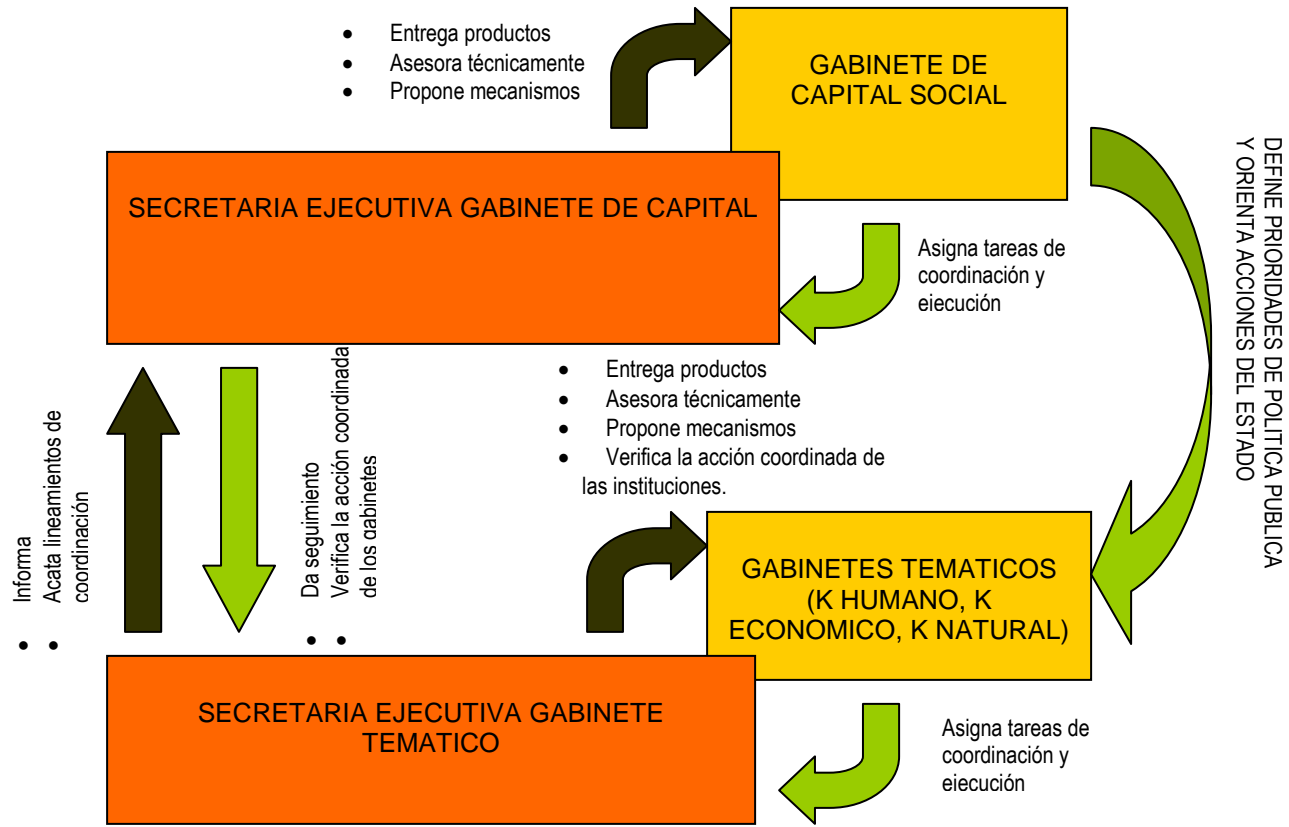 • Entrega productos
• Asesora técnicamente
• Propone mecanismos
GABINETE DE
CAPITAL SOCIAL
SECRETARIA EJECUTIVA GABINETE DE CAPITAL
Asigna tareas de
coordinación y
ejecución
DEFINE PRIORIDADES DE POLITICA PUBLICA
Y ORIENTA ACCIONES DEL ESTADO
• Informa
• Acata lineamientos de
coordinación
• Da seguimiento
• Verifica la acción coordinada
de los gabinetes
• Entrega productos
• Asesora técnicamente
• Propone mecanismos
• Verifica la acción coordinada de
las instituciones.
GABINETES TEMATICOS
(K HUMANO, K
ECONOMICO, K NATURAL)
SECRETARIA EJECUTIVA GABINETE
TEMATICO
Asigna tareas de
coordinación y
ejecución